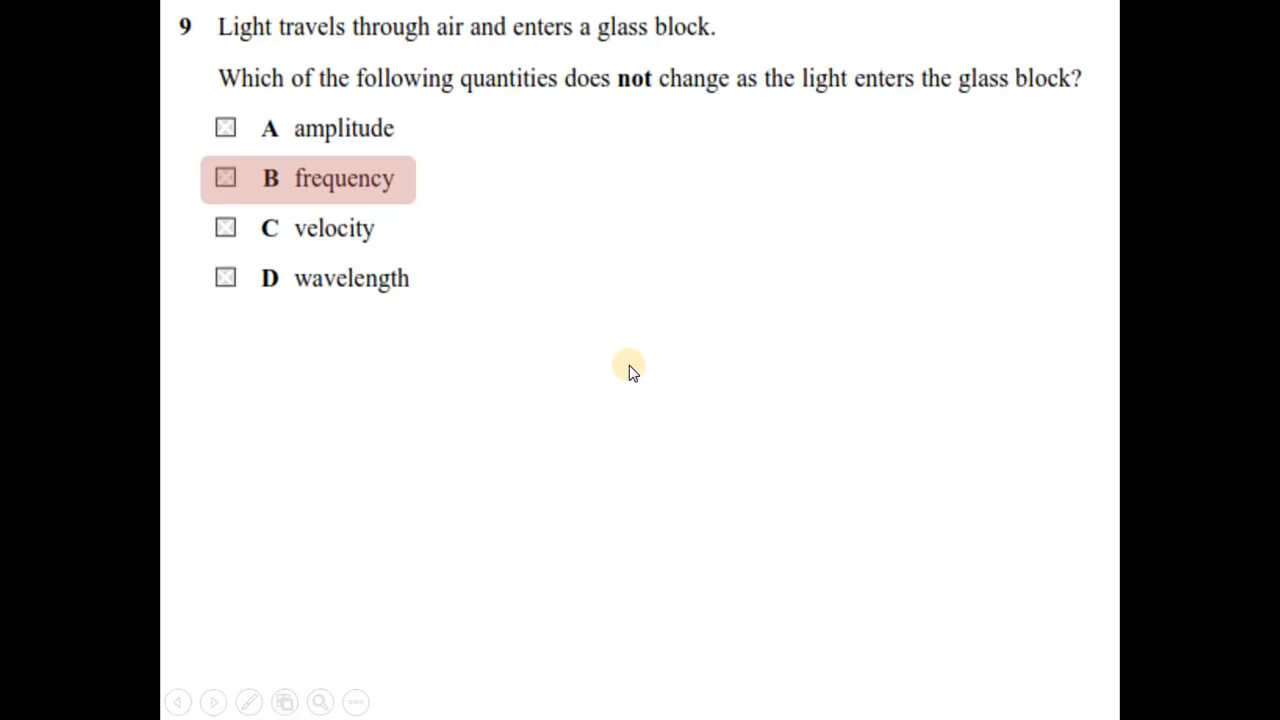 9 Light travels through air and enters a glass block.
Which of the following quantities does not change as the light enters the glass block?
A amplitude
B frequency
C velocity
D wavelength